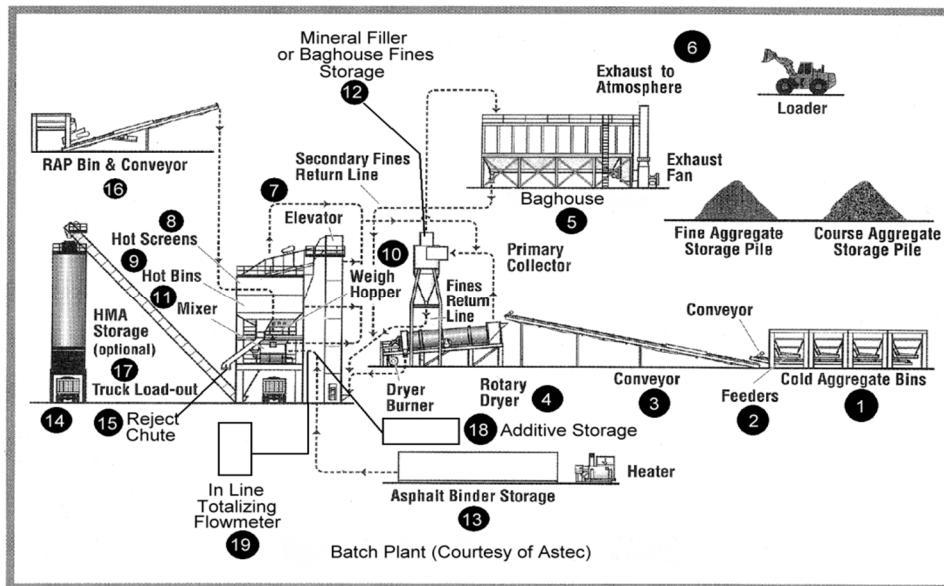 Mineral Filler
or Baghouse Fines
Storage
12
6
Exhaust to
Atmosphere
Loader
RAP Bin & Conveyor
16
Secondary Fines
Return Line
Exhaust
Fan
Baghouse
5
7
Elevator
8
Hot Screens
9
Hot Bins
11
Mixer
10
Weigh
Hopper
Primary
Collector
Fines
Return
Line
Fine Aggregate
Storage Pile
Course Aggregate
Storage Pile
HMA
Storage
(optional)
17
Truck Load-out
14
15
Reject
Chute
Dryer
Burner
Rotary
Dryer
4
Conveyor
3
Conveyor
Feeders
2
Cold Aggregate Bins
1
18
Additive Storage
In Line
Totalizing
Flowmeter
19
Heater
Asphalt Binder Storage
13
Batch Plant (Courtesy of Astec)